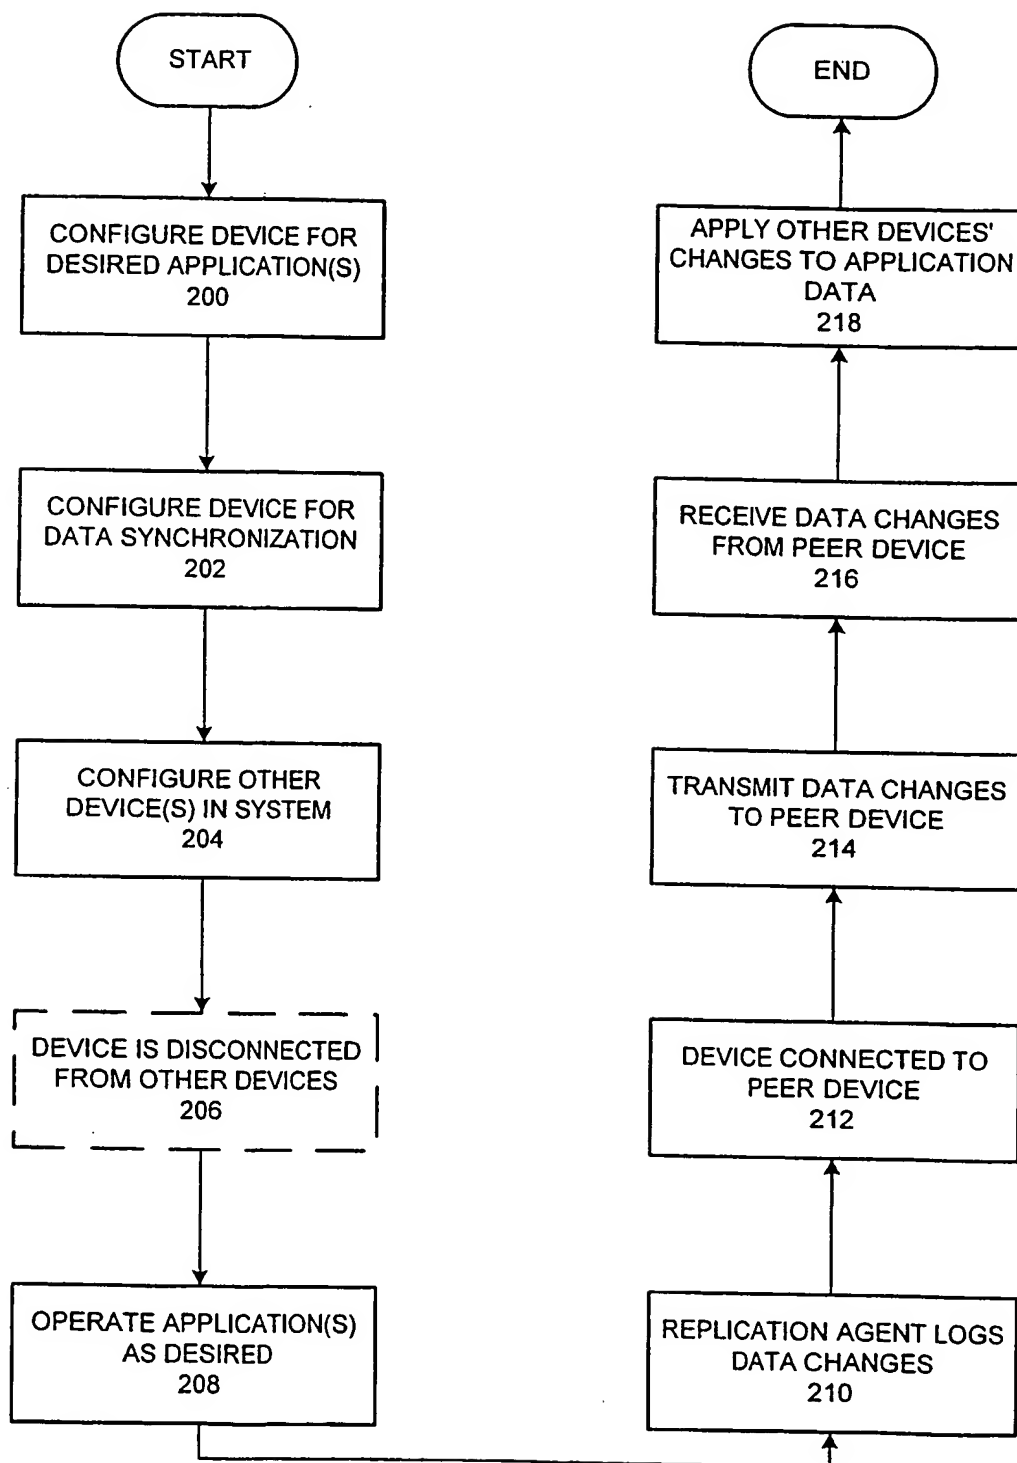 START
CONFIGURE DEVICE FOR
DESIRED APPLICATION(S)
200
CONFIGURE DEVICE FOR
DATA SYNCHRONIZATION
202
CONFIGURE OTHER
DEVICE(S) IN SYSTEM
204
DEVICE IS DISCONNECTED
FROM OTHER DEVICES
206
OPERATE APPLICATION(S)
AS DESIRED
208
REPLICATION AGENT LOGS
DATA CHANGES
210
DEVICE CONNECTED TO
PEER DEVICE
212
TRANSMIT DATA CHANGES
TO PEER DEVICE
214
RECEIVE DATA CHANGES
FROM PEER DEVICE
216
APPLY OTHER DEVICES'
CHANGES TO APPLICATION
DATA
218
END